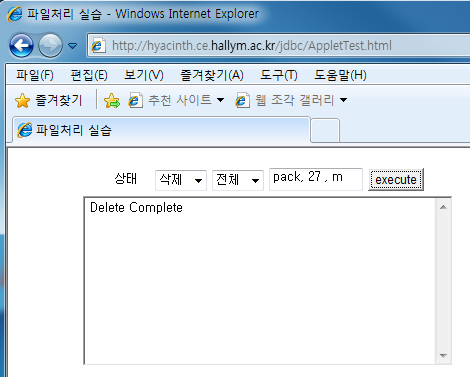 파일처리 실습 - Windows Internet Explorer
http://hyacinth.ce.hallym.ac.kr/jdbc/AppletTest.html
파일(F) 편집(E) 보기(V) 즐겨찾기(A) 도구(T) 도움말(H)
즐겨찾기 추천 사이트 웹 조각 갤러리
파일처리 실습
상태 삭제 전체 pack, 27 , m execute
Delete Complete